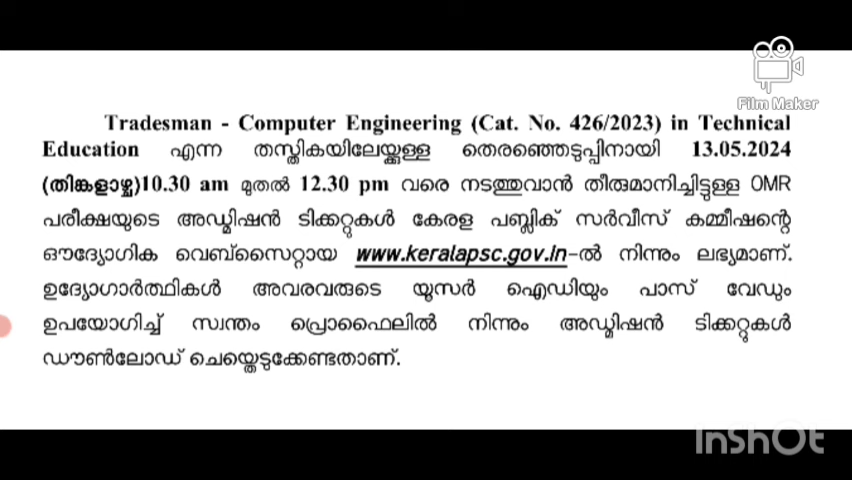 Film Maker
Tradesman - Computer Engineering (Cat. No. 426/2023) in Technical
Education എന്ന തസ്തികയിലേയ്ക്കുള്ള തെരഞ്ഞെടുപ്പിനായി 13.05.2024
(തിങ്കളാഴ്ച)10.30 am മുതൽ 12.30 pm വരെ നടത്തുവാൻ തീരുമാനിച്ചിട്ടുള്ള OMR
പരീക്ഷയുടെ അഡ്മിഷൻ ടിക്കറ്റുകൾ കേരള പബ്ലിക് സർവീസ് കമ്മീഷന്റെ
ഔദ്യോഗിക വെബ്സൈറ്റായ www.keralapsc.gov.in-ൽ നിന്നും ലഭ്യമാണ്.
ഉദ്യോഗാർത്ഥികൾ അവരവരുടെ യൂസർ ഐഡിയും പാസ് വേഡും
ഉപയോഗിച്ച് സ്വന്തം പ്രൊഫൈലിൽ നിന്നും അഡ്മിഷൻ ടിക്കറ്റുകൾ
ഡൗൺലോഡ് ചെയ്തെടുക്കേണ്ടതാണ്.
InShOt